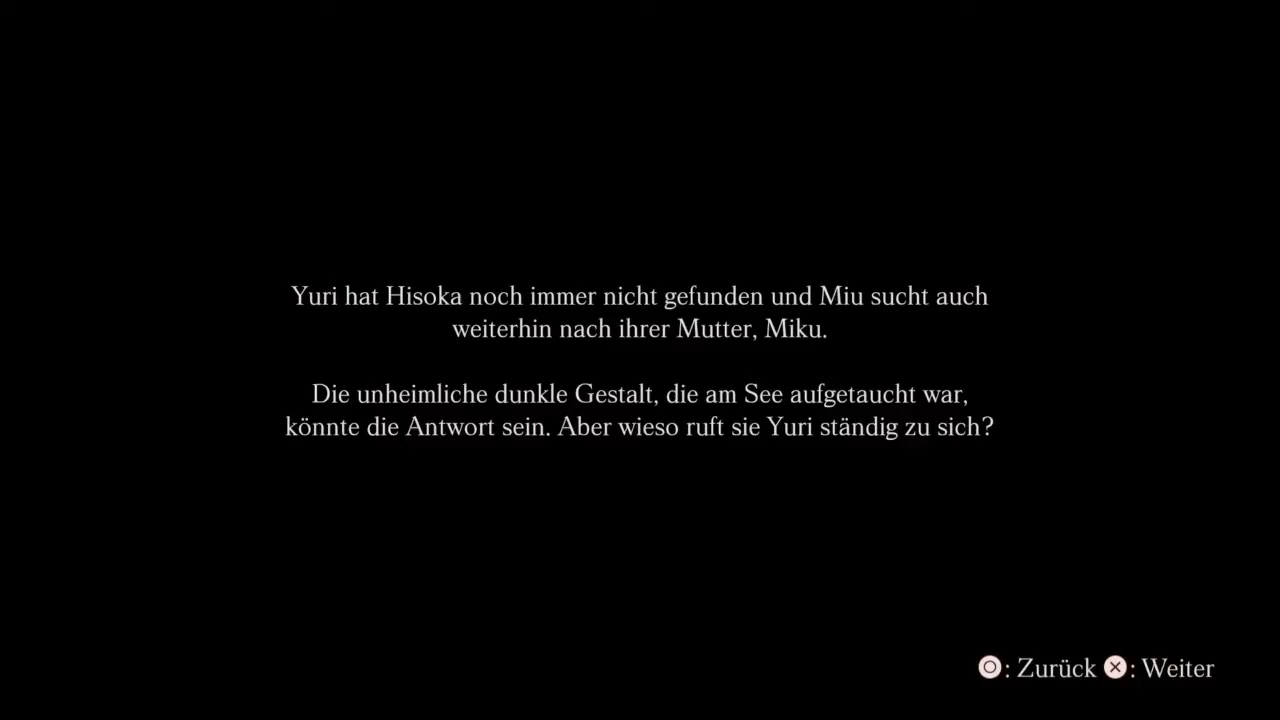 Yuri hat Hisoka noch immer nicht gefunden und Miu sucht auch
weiterhin nach ihrer Mutter, Miku.
Die unheimliche dunkle Gestalt, die am See aufgetaucht war,
könnte die Antwort sein. Aber wieso ruft sie Yuri ständig zu sich?
: Zurück : Weiter